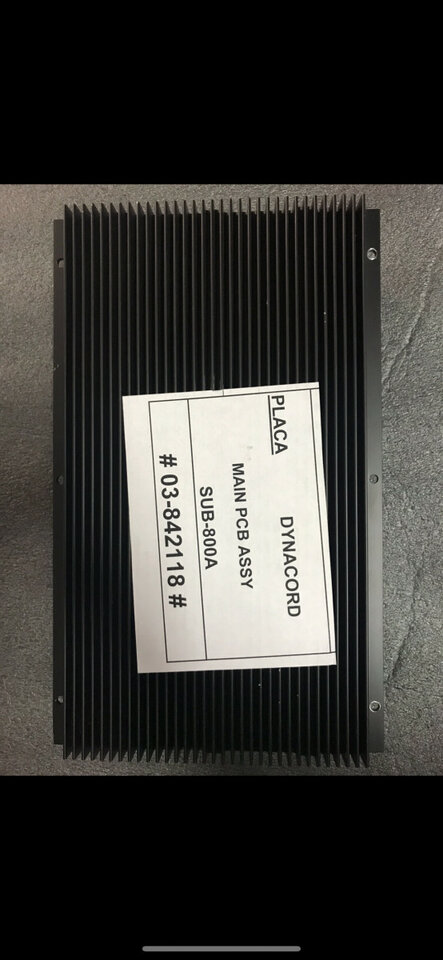 PLACA DYNACORD
MAIN PCB ASSY
SUB-800A
# 03-842118 #